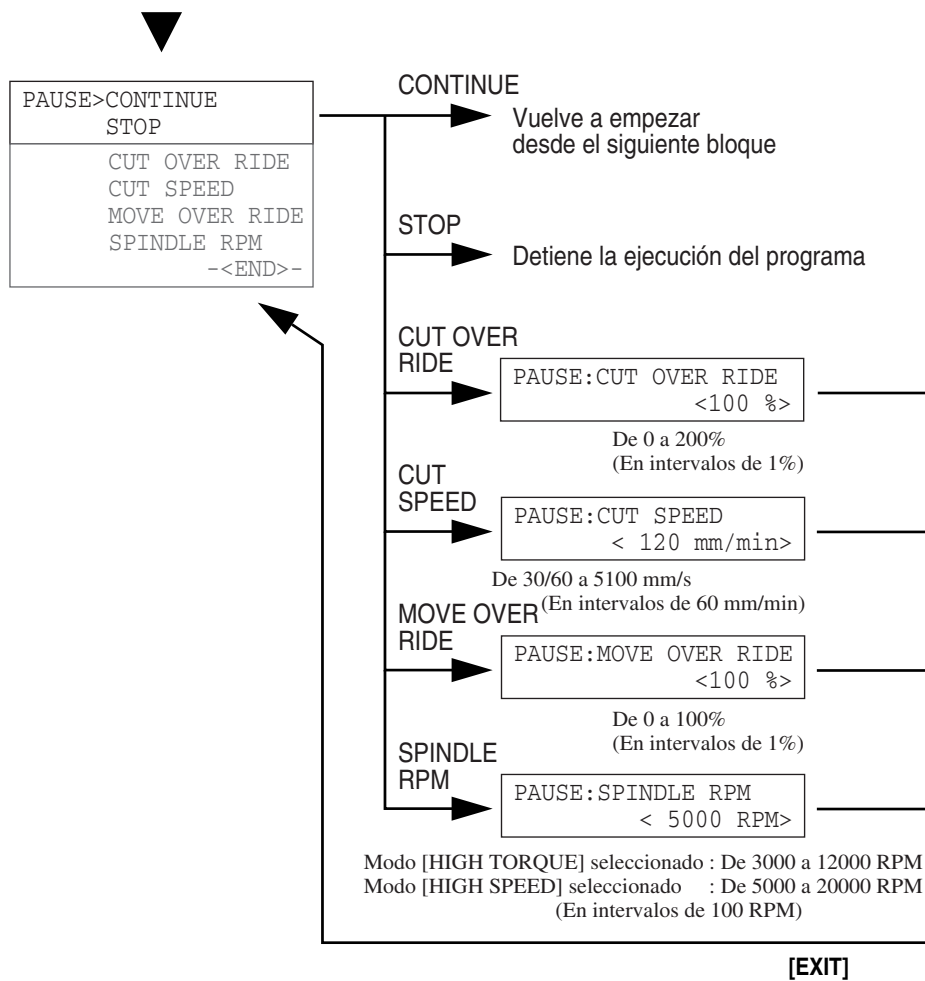 PAUSE>CONTINUE
STOP
CUT OVER RIDE
CUT SPEED
MOVE OVER RIDE
SPINDLE RPM
-<END>-
CONTINUE
Vuelve a empezar
desde el siguiente bloque
STOP
Detiene la ejecución del programa
CUT OVER
RIDE
PAUSE:CUT OVER RIDE
<100 %>
De 0 a 200%
(En intervalos de 1%)
CUT
SPEED
PAUSE:CUT SPEED
< 120 mm/min>
De 30/60 a 5100 mm/s
(En intervalos de 60 mm/min)
MOVE OVER
RIDE
PAUSE:MOVE OVER RIDE
<100 %>
De 0 a 100%
(En intervalos de 1%)
SPINDLE
RPM
PAUSE:SPINDLE RPM
< 5000 RPM>
Modo [HIGH TORQUE] seleccionado : De 3000 a 12000 RPM
Modo [HIGH SPEED] seleccionado : De 5000 a 20000 RPM
(En intervalos de 100 RPM)
[EXIT]